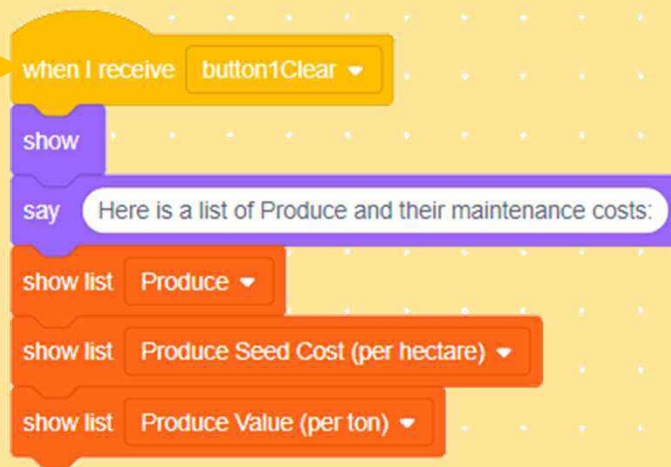 when I receive button1Clear
show
say Here is a list of Produce and their maintenance costs:
show list Produce
show list Produce Seed Cost (per hectare)
show list Produce Value (per ton)